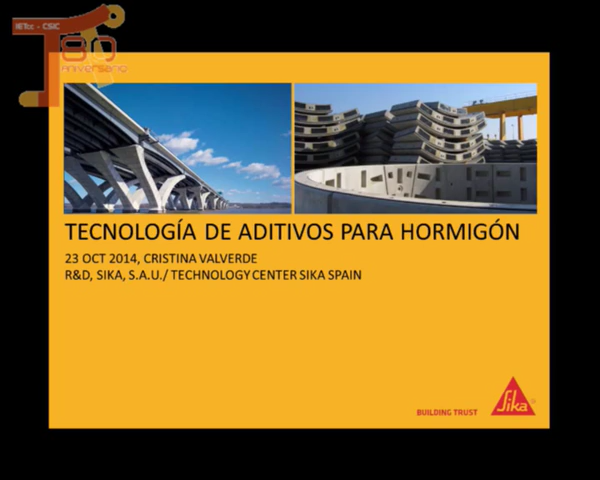 IETcc - CSIC
80
Aniversario
TECNOLOGÍA DE ADITIVOS PARA HORMIGÓN
23 OCT 2014, CRISTINA VALVERDE
R&D, SIKA, S.A.U./ TECHNOLOGY CENTER SIKA SPAIN
BUILDING TRUST
Sika®